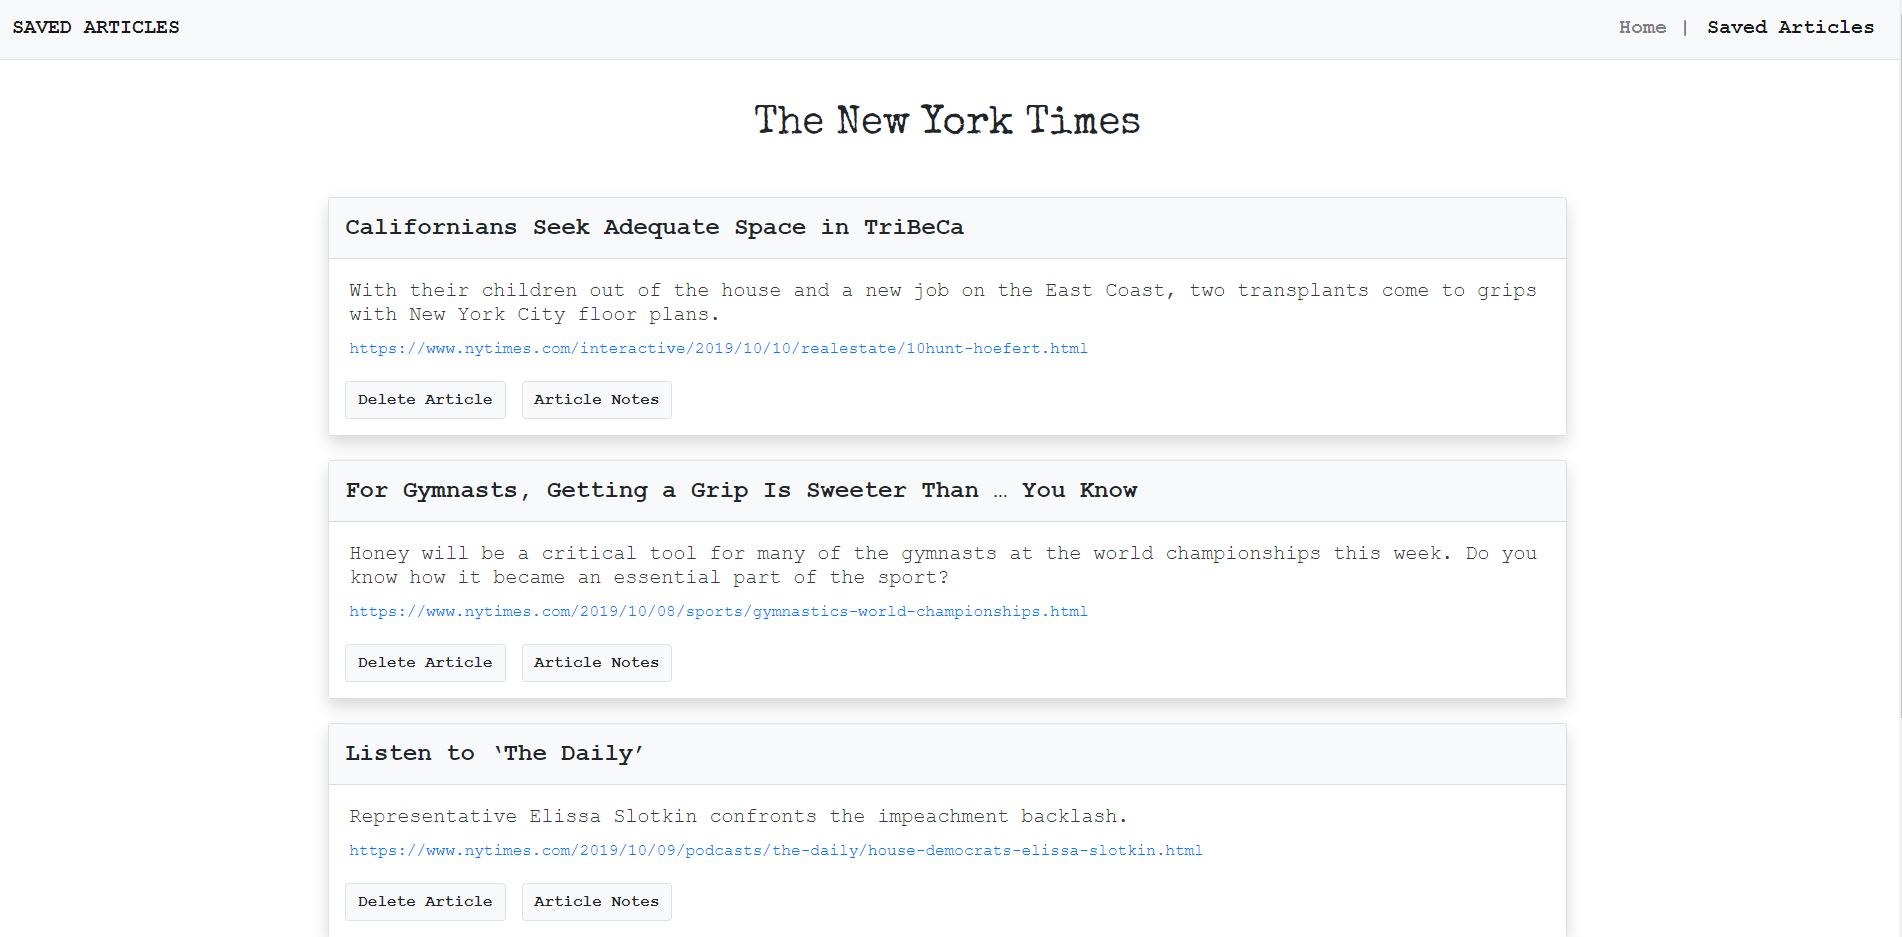 SAVED ARTICLES
Home | Saved Articles
The New York Times
Californians Seek Adequate Space in TriBeCa
With their children out of the house and a new job on the East Coast, two transplants come to grips
with New York City floor plans.
https://www.nytimes.com/interactive/2019/10/10/realestate/10hunt-hoefert.html
Delete Article Article Notes
For Gymnasts, Getting a Grip Is Sweeter Than … You Know
Honey will be a critical tool for many of the gymnasts at the world championships this week. Do you
know how it became an essential part of the sport?
https://www.nytimes.com/2019/10/08/sports/gymnastics-world-championships.html
Delete Article Article Notes
Listen to ‘The Daily’
Representative Elissa Slotkin confronts the impeachment backlash.
https://www.nytimes.com/2019/10/09/podcasts/the-daily/house-democrats-elissa-slotkin.html
Delete Article Article Notes